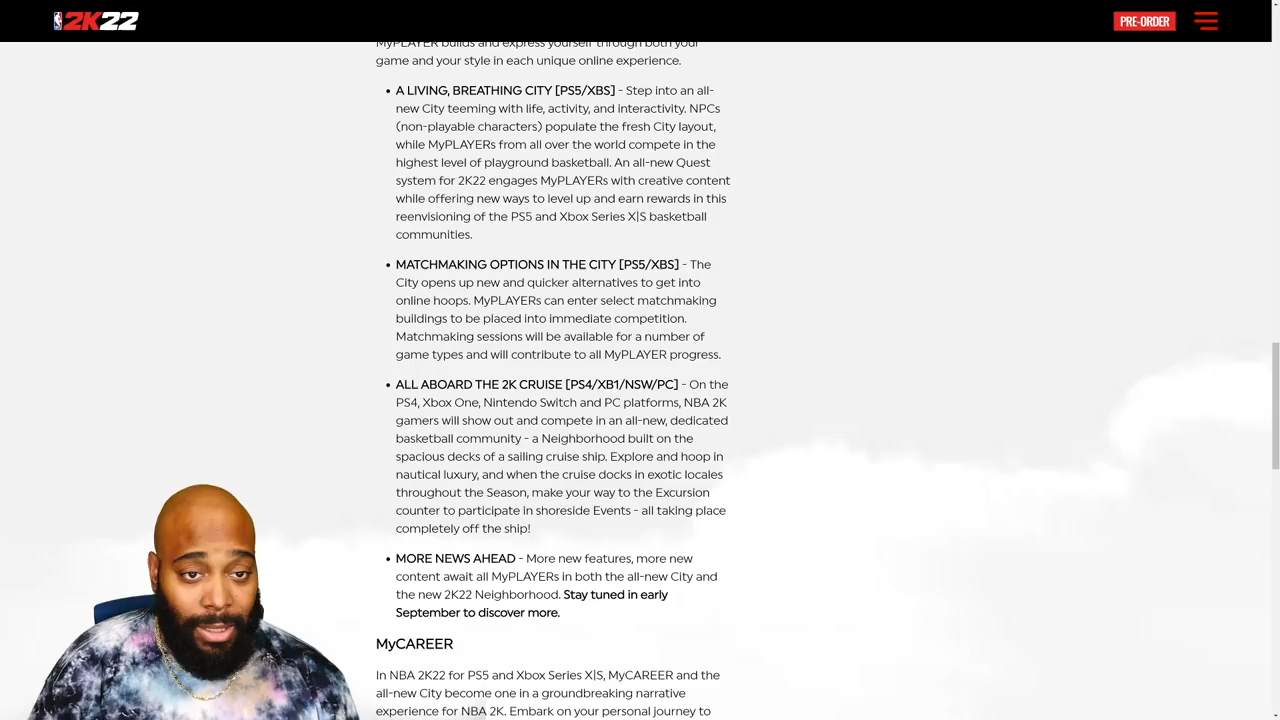 NBA 2K22
PRE-ORDER
MyPLAYER builds and express yourself through both your
game and your style in each unique online experience.
• A LIVING, BREATHING CITY [PS5/XBS] - Step into an all-
new City teeming with life, activity, and interactivity. NPCs
(non-playable characters) populate the fresh City layout,
while MyPLAYERs from all over the world compete in the
highest level of playground basketball. An all-new Quest
system for 2K22 engages MyPLAYERs with creative content
while offering new ways to level up and earn rewards in this
reenvisioning of the PS5 and Xbox Series X|S basketball
communities.
• MATCHMAKING OPTIONS IN THE CITY [PS5/XBS] - The
City opens up new and quicker alternatives to get into
online hoops. MyPLAYERs can enter select matchmaking
buildings to be placed into immediate competition.
Matchmaking sessions will be available for a number of
game types and will contribute to all MyPLAYER progress.
• ALL ABOARD THE 2K CRUISE [PS4/XB1/NSW/PC] - On the
PS4, Xbox One, Nintendo Switch and PC platforms, NBA 2K
gamers will show out and compete in an all-new, dedicated
basketball community - a Neighborhood built on the
spacious decks of a sailing cruise ship. Explore and hoop in
nautical luxury, and when the cruise docks in exotic locales
throughout the Season, make your way to the Excursion
counter to participate in shoreside Events - all taking place
completely off the ship!
• MORE NEWS AHEAD - More new features, more new
content await all MyPLAYERs in both the all-new City and
the new 2K22 Neighborhood. Stay tuned in early
September to discover more.
MyCAREER
In NBA 2K22 for PS5 and Xbox Series X|S, MyCAREER and the
all-new City become one in a groundbreaking narrative
experience for NBA 2K. Embark on your personal journey to